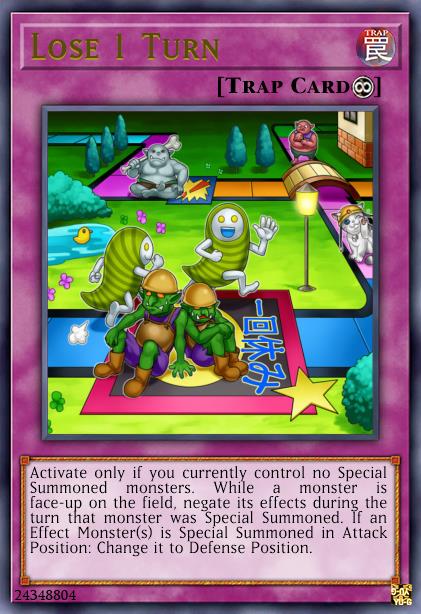 Lose 1 Turn
TRAP
罠
[Trap Card]
一回休み
Activate only if you currently control no Special
Summoned monsters. While a monster is
face-up on the field, negate its effects during the
turn that monster was Special Summoned. If an
Effect Monster(s) is Special Summoned in Attack
Position: Change it to Defense Position.
24348804